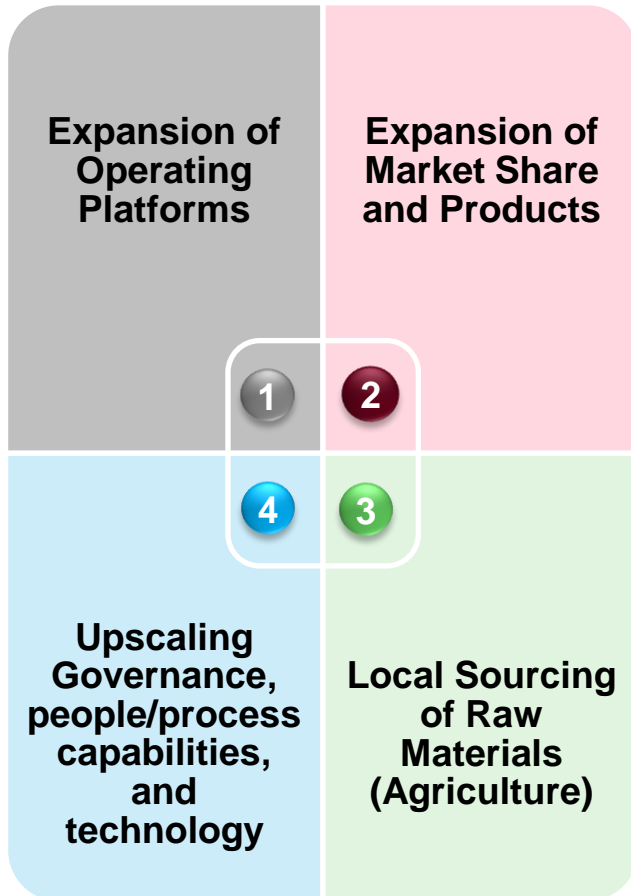 Expansion of
Operating
Platforms
Expansion of
Market Share
and Products
1
2
4
3
Upscaling
Governance,
people/process
capabilities,
and
technology
Local Sourcing
of Raw
Materials
(Agriculture)